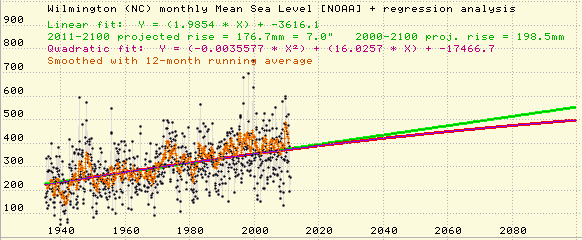 Wilmington (NC) monthly Mean Sea Level [NOAA] + regression analysis
Linear fit:  Y = (1.9854 * X) + -3616.1
2011-2100 projected rise = 176.7mm = 7.0"   2000-2100 proj. rise = 198.5mm
Quadratic fit:  Y = (-0.0035577 * X²) + (16.0257 * X) + -17466.7
Smoothed with 12-month running average
900
800
700
600
500
400
300
200
100
1940 1960 1980 2000 2020 2040 2060 2080